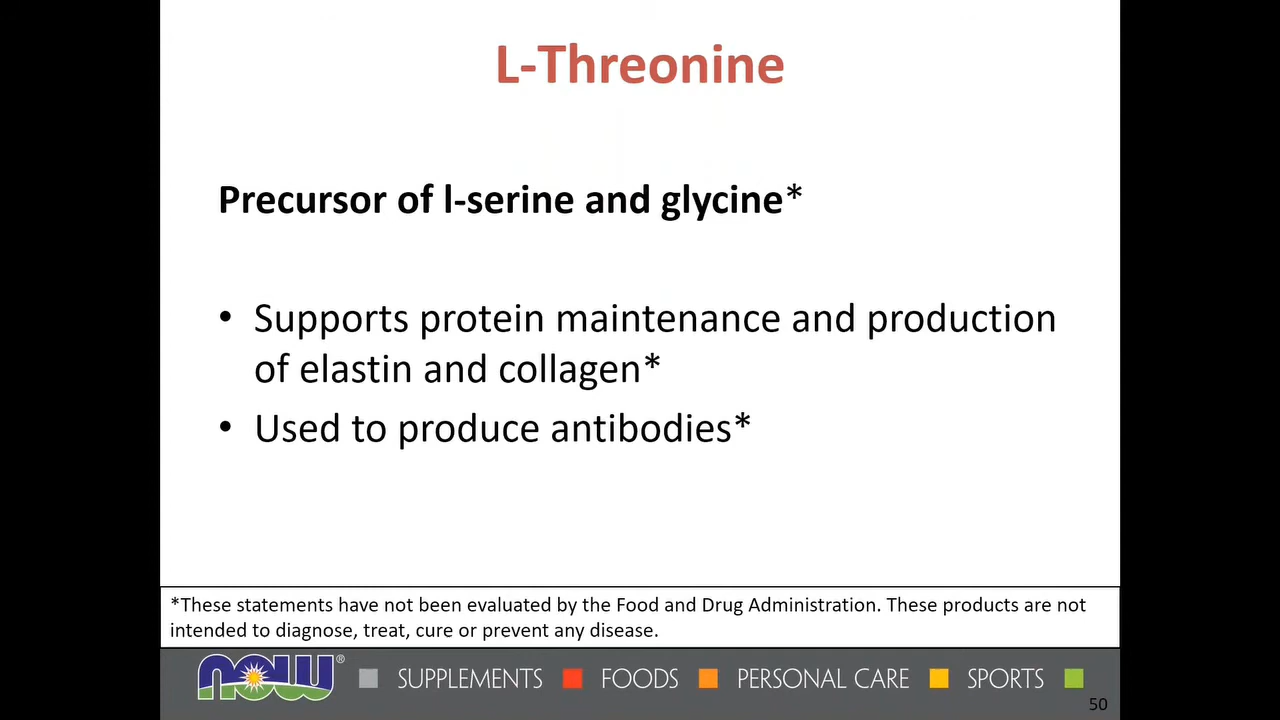 L-Threonine
Precursor of l-serine and glycine*
• Supports protein maintenance and production
of elastin and collagen*
• Used to produce antibodies*
*These statements have not been evaluated by the Food and Drug Administration. These products are not
intended to diagnose, treat, cure or prevent any disease.
now® SUPPLEMENTS FOODS PERSONAL CARE SPORTS
50